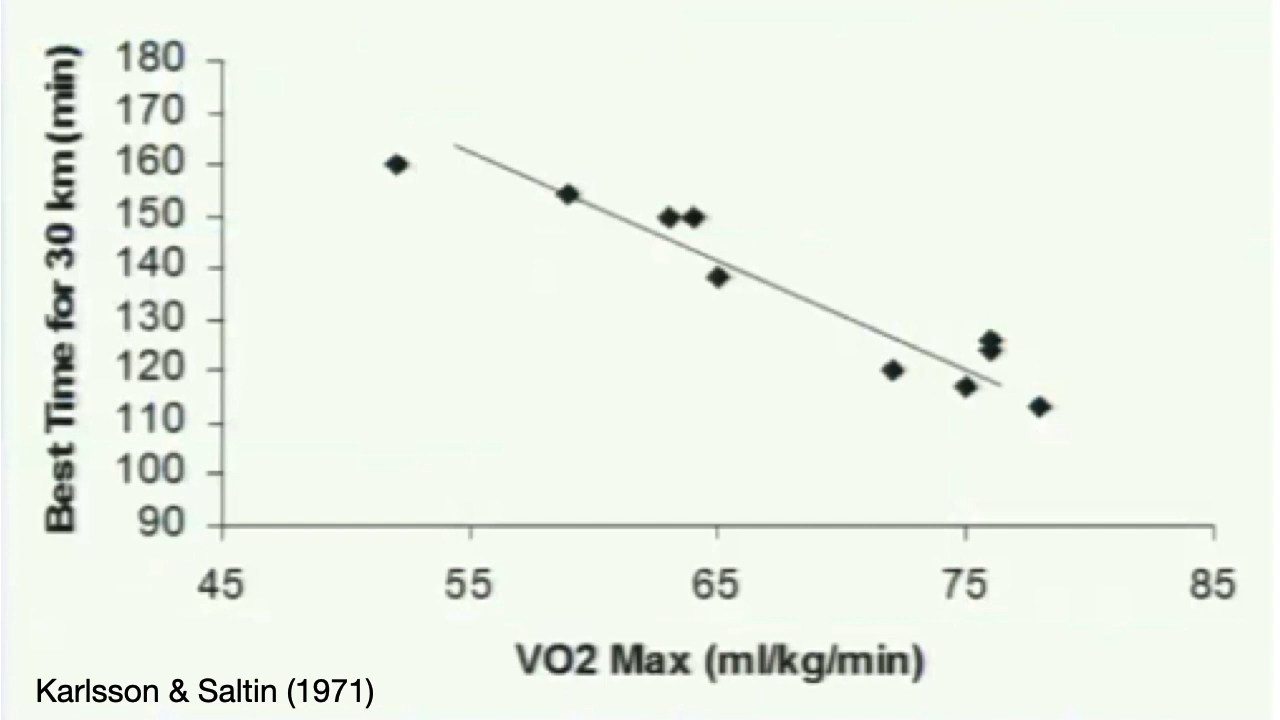 Best Time for 30 km (min)
180
170
160
150
140
130
120
110
100
90
45 55 65 75 85
VO2 Max (ml/kg/min)
Karlsson & Saltin (1971)